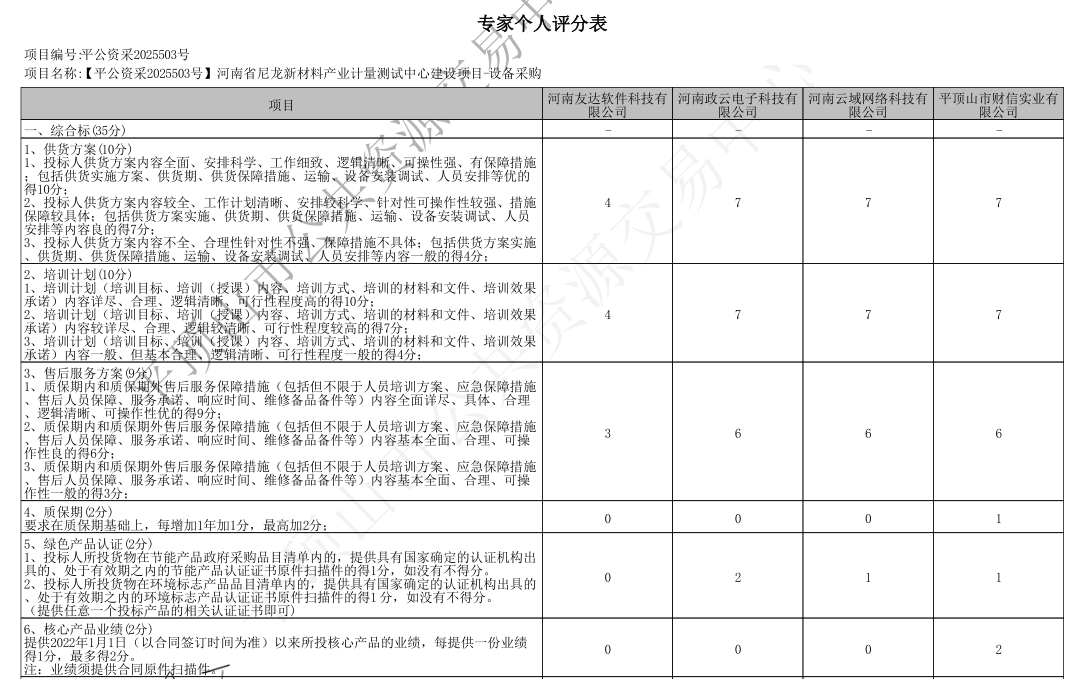 专家个人评分表
项目编号:平公资采2025503号
项目名称:【平公资采2025503号】河南省尼龙新材料产业计量测试中心建设项目-设备采购
项目 河南友达软件科技有限公司 河南政云电子科技有限公司 河南云域网络科技有限公司 平顶山市财信实业有限公司
一、综合标(35分) - - - -
1、供货方案(10分)
1、投标人供货方案内容全面、安排科学、工作细致、逻辑清晰、可操性强、有保障措施
；包括供货实施方案、供货期、供货保障措施、运输、设备安装调试、人员安排等优的
得10分；
2、投标人供货方案内容较全、工作计划清晰、安排较科学、针对性可操作性较强、措施
保障较具体；包括供货方案实施、供货期、供货保障措施、运输、设备安装调试、人员
安排等内容良的得7分；
3、投标人供货方案内容不全、合理性针对性不强、保障措施不具体；包括供货方案实施
、供货期、供货保障措施、运输、设备安装调试、人员安排等内容一般的得4分；
4 7 7 7
2、培训计划(10分)
1、培训计划（培训目标、培训（授课）内容、培训方式、培训的材料和文件、培训效果
承诺）内容详尽、合理、逻辑清晰、可行性程度高的得10分；
2、培训计划（培训目标、培训（授课）内容、培训方式、培训的材料和文件、培训效果
承诺）内容较详尽、合理、逻辑较清晰、可行性程度较高的得7分；
3、培训计划（培训目标、培训（授课）内容、培训方式、培训的材料和文件、培训效果
承诺）内容一般、但基本合理、逻辑清晰、可行性程度一般的得4分；
4 7 7 7
3、售后服务方案(9分)
1、质保期内和质保期外售后服务保障措施（包括但不限于人员培训方案、应急保障措施
、售后人员保障、服务承诺、响应时间、维修备品备件等）内容全面详尽、具体、合理
、逻辑清晰、可操作性优的得9分；
2、质保期内和质保期外售后服务保障措施（包括但不限于人员培训方案、应急保障措施
、售后人员保障、服务承诺、响应时间、维修备品备件等）内容基本全面、合理、可操
作性良的得6分；
3、质保期内和质保期外售后服务保障措施（包括但不限于人员培训方案、应急保障措施
、售后人员保障、服务承诺、响应时间、维修备品备件等）内容基本全面、合理、可操
作性一般的得3分；
3 6 6 6
4、质保期(2分)
要求在质保期基础上，每增加1年加1分，最高加2分；
0 0 0 1
5、绿色产品认证(2分)
1、投标人所投货物在节能产品政府采购品目清单内的，提供具有国家确定的认证机构出
具的、处于有效期之内的节能产品认证证书原件扫描件的得1分，如没有不得分。
2、投标人所投货物在环境标志产品品目清单内的，提供具有国家确定的认证机构出具的
、处于有效期之内的环境标志产品认证证书原件扫描件的得1分，如没有不得分。
（提供任意一个投标产品的相关认证证书即可）
0 2 1 1
6、核心产品业绩(2分)
提供2022年1月1日（以合同签订时间为准）以来所投核心产品的业绩，每提供一份业绩
得1分，最多得2分。
注：业绩须提供合同原件扫描件。
0 0 0 2
平顶山市公共资源交易中心
平顶山市公共资源交易中心